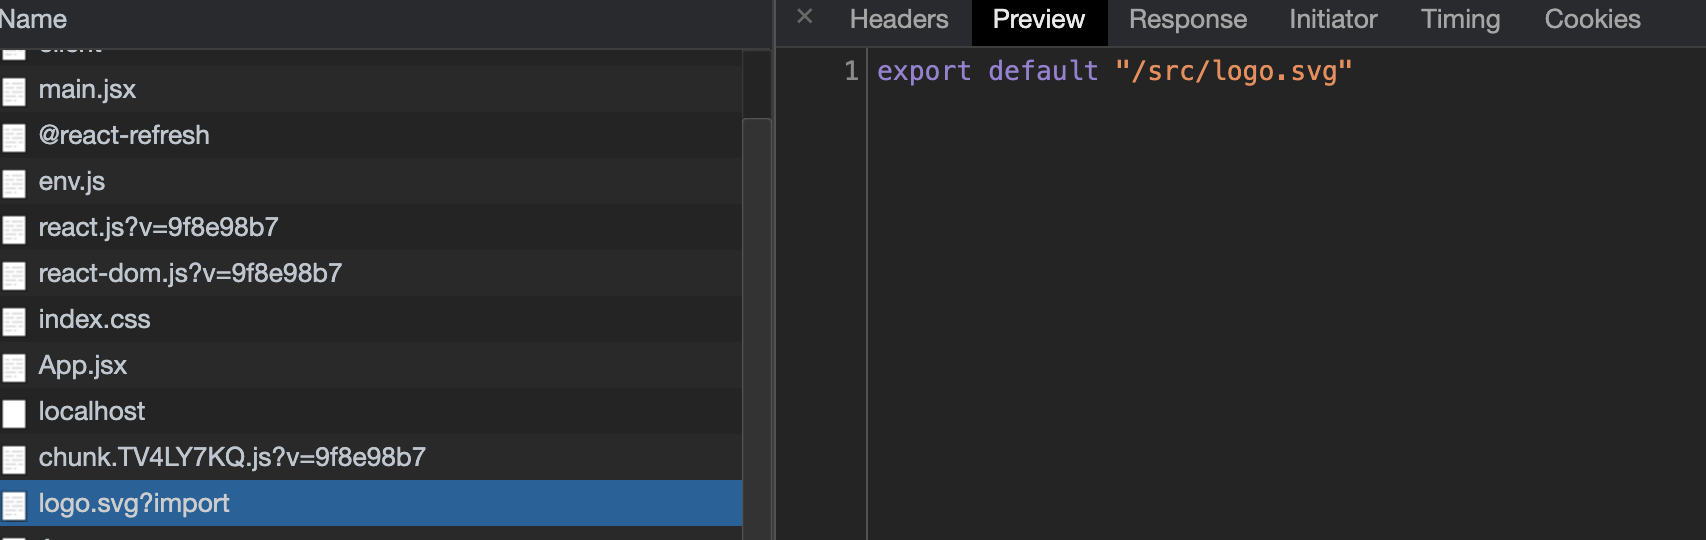 Name
client
main.jsx
@react-refresh
env.js
react.js?v=9f8e98b7
react-dom.js?v=9f8e98b7
index.css
App.jsx
localhost
chunk.TV4LY7KQ.js?v=9f8e98b7
logo.svg?import
× Headers Preview Response Initiator Timing Cookies
1 export default "/src/logo.svg"